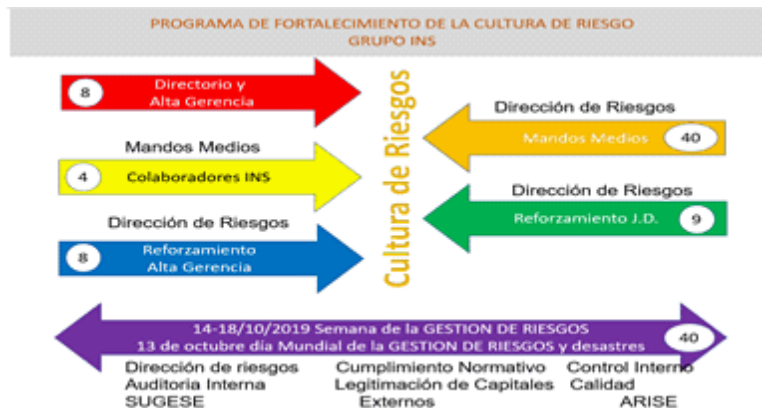 PROGRAMA DE FORTALECIMIENTO DE LA CULTURA DE RIESGO
GRUPO INS
8
Directorio y
Alta Gerencia
Mandos Medios
4
Colaboradores INS
Dirección de Riesgos
8
Reforzamiento
Alta Gerencia
Cultura de Riesgos
Dirección de Riesgos
Mandos Medios
40
Dirección de Riesgos
Reforzamiento J.D.
9
14-18/10/2019 Semana de la GESTION DE RIESGOS
13 de octubre día Mundial de la GESTION DE RIESGOS y desastres
40
Dirección de riesgos Cumplimiento Normativo Control Interno
Auditoria Interna Legitimación de Capitales Calidad
SUGESE Externos ARISE